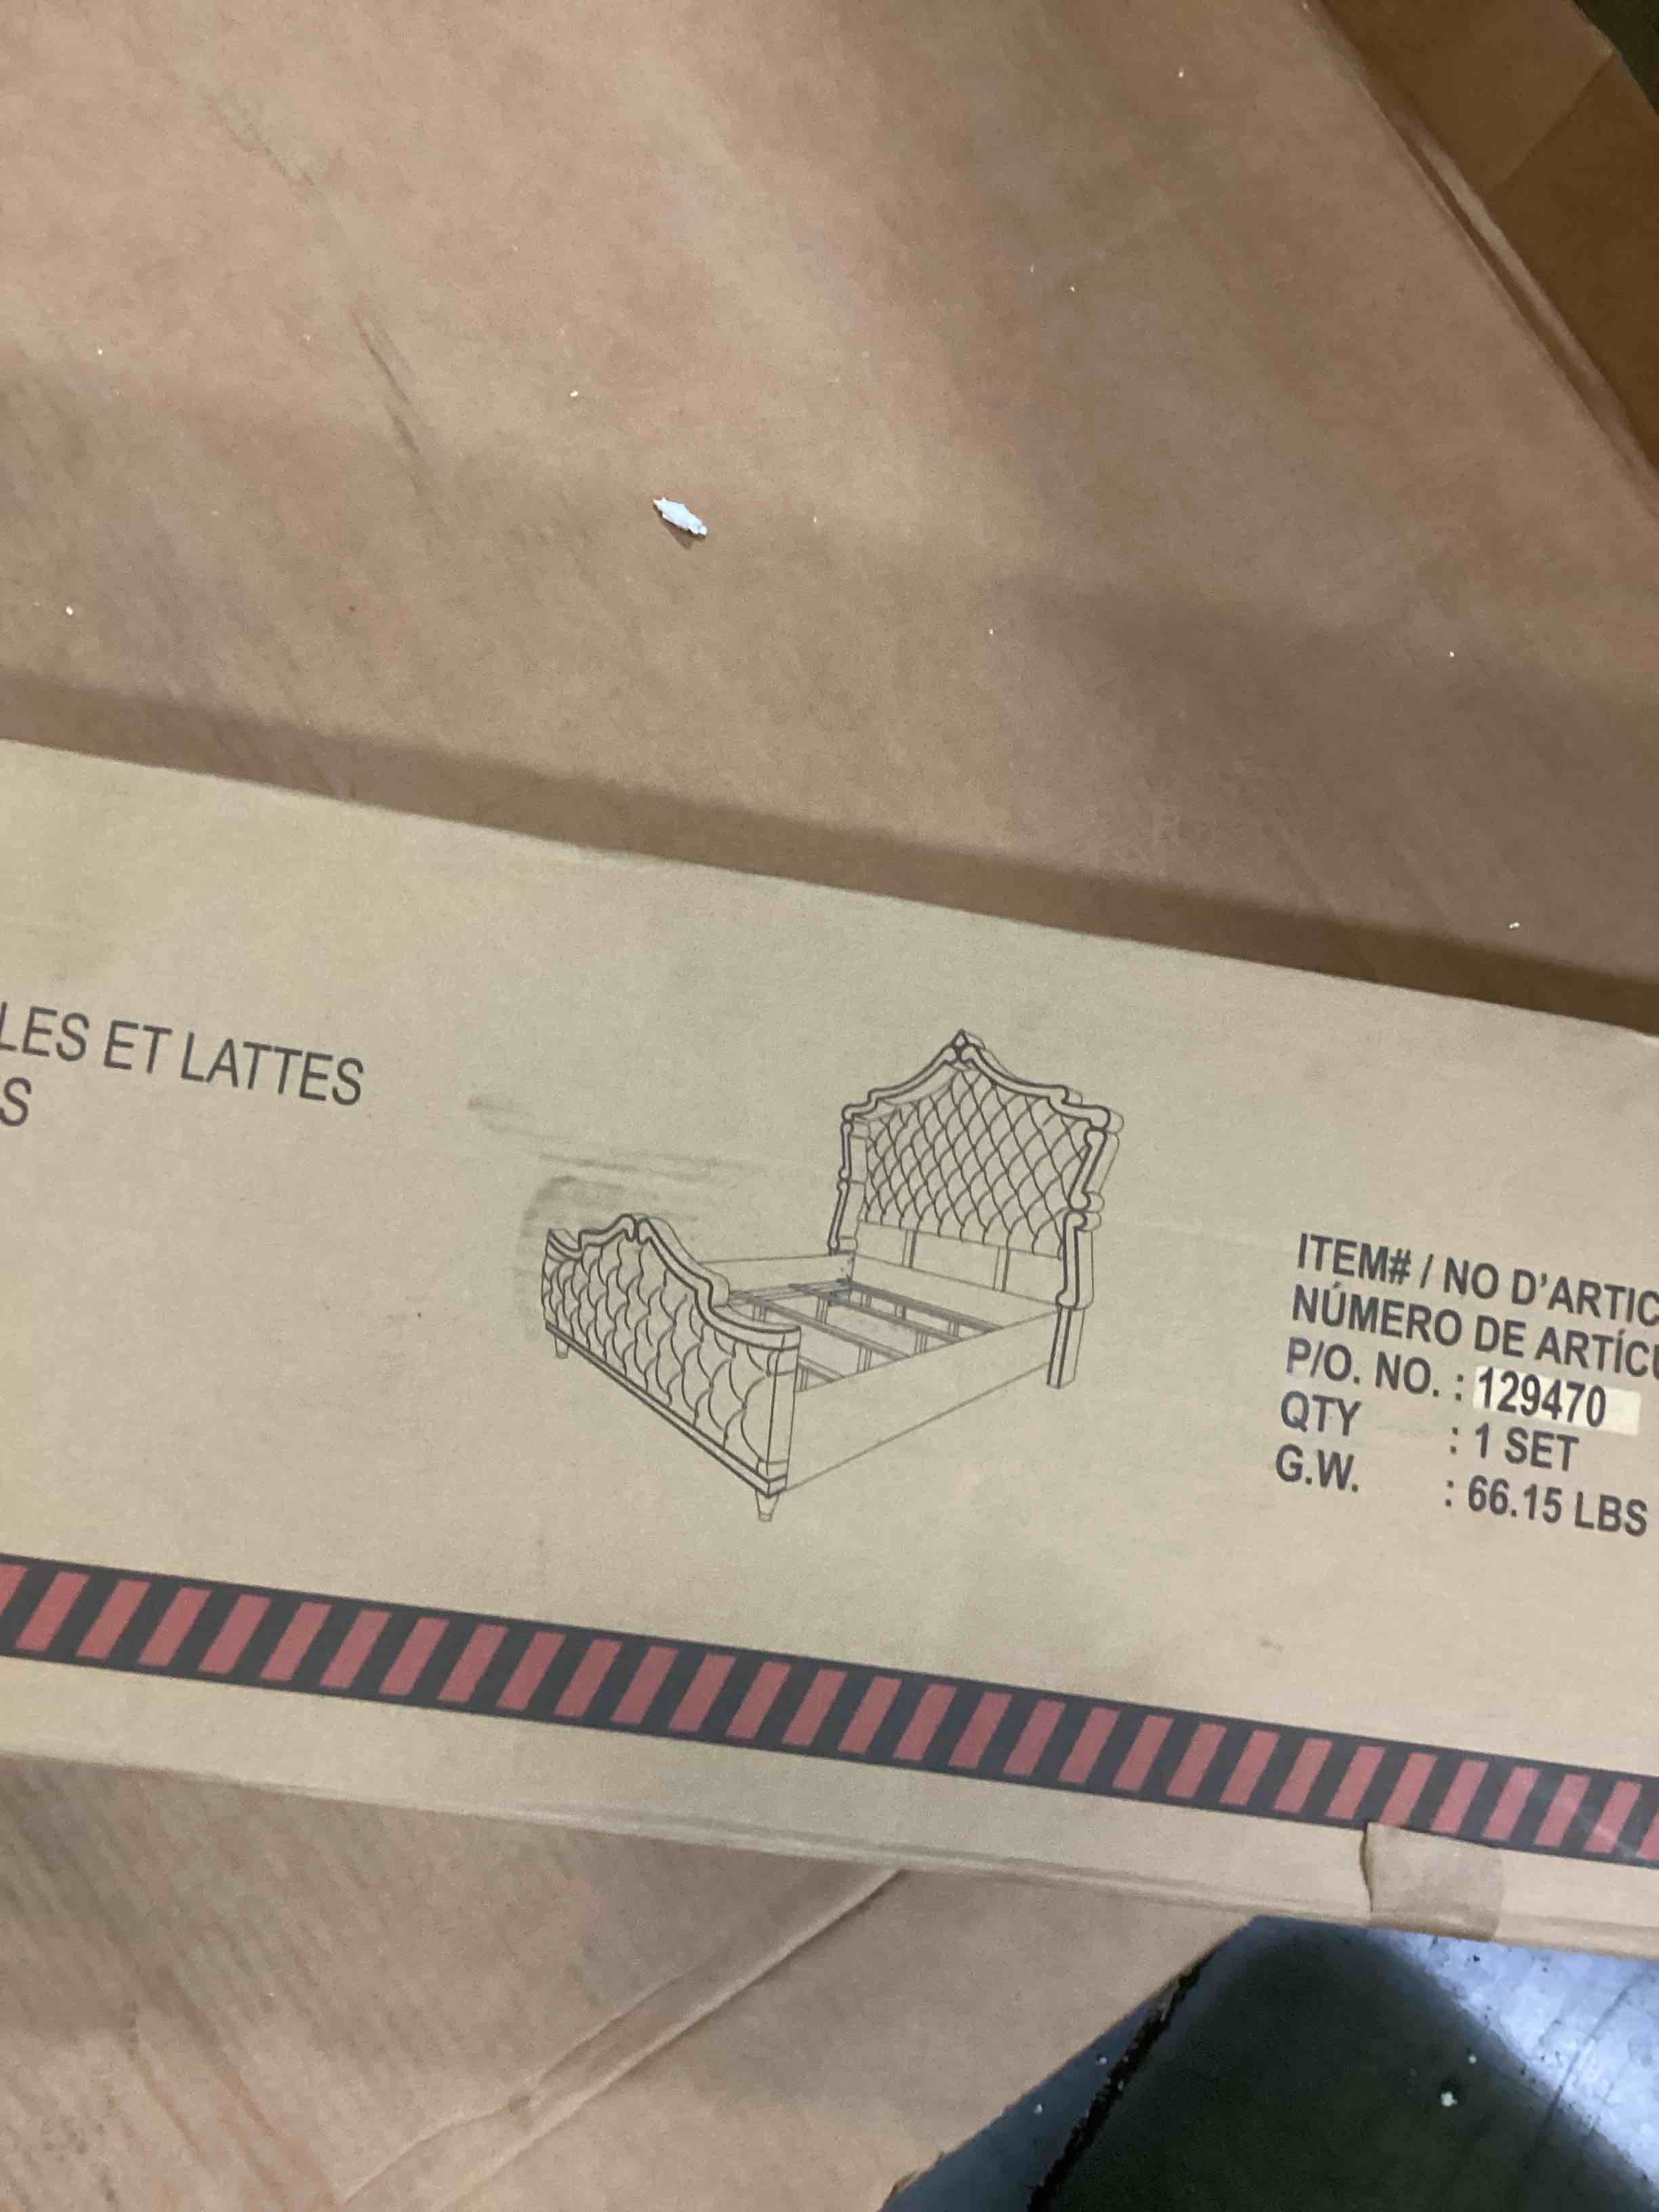 LES ET LATTES
S
ITEM# / NO D'ARTIC
NÚMERO DE ARTÍCU
P/O. NO. : 129470
QTY : 1 SET
G.W. : 66.15 LBS